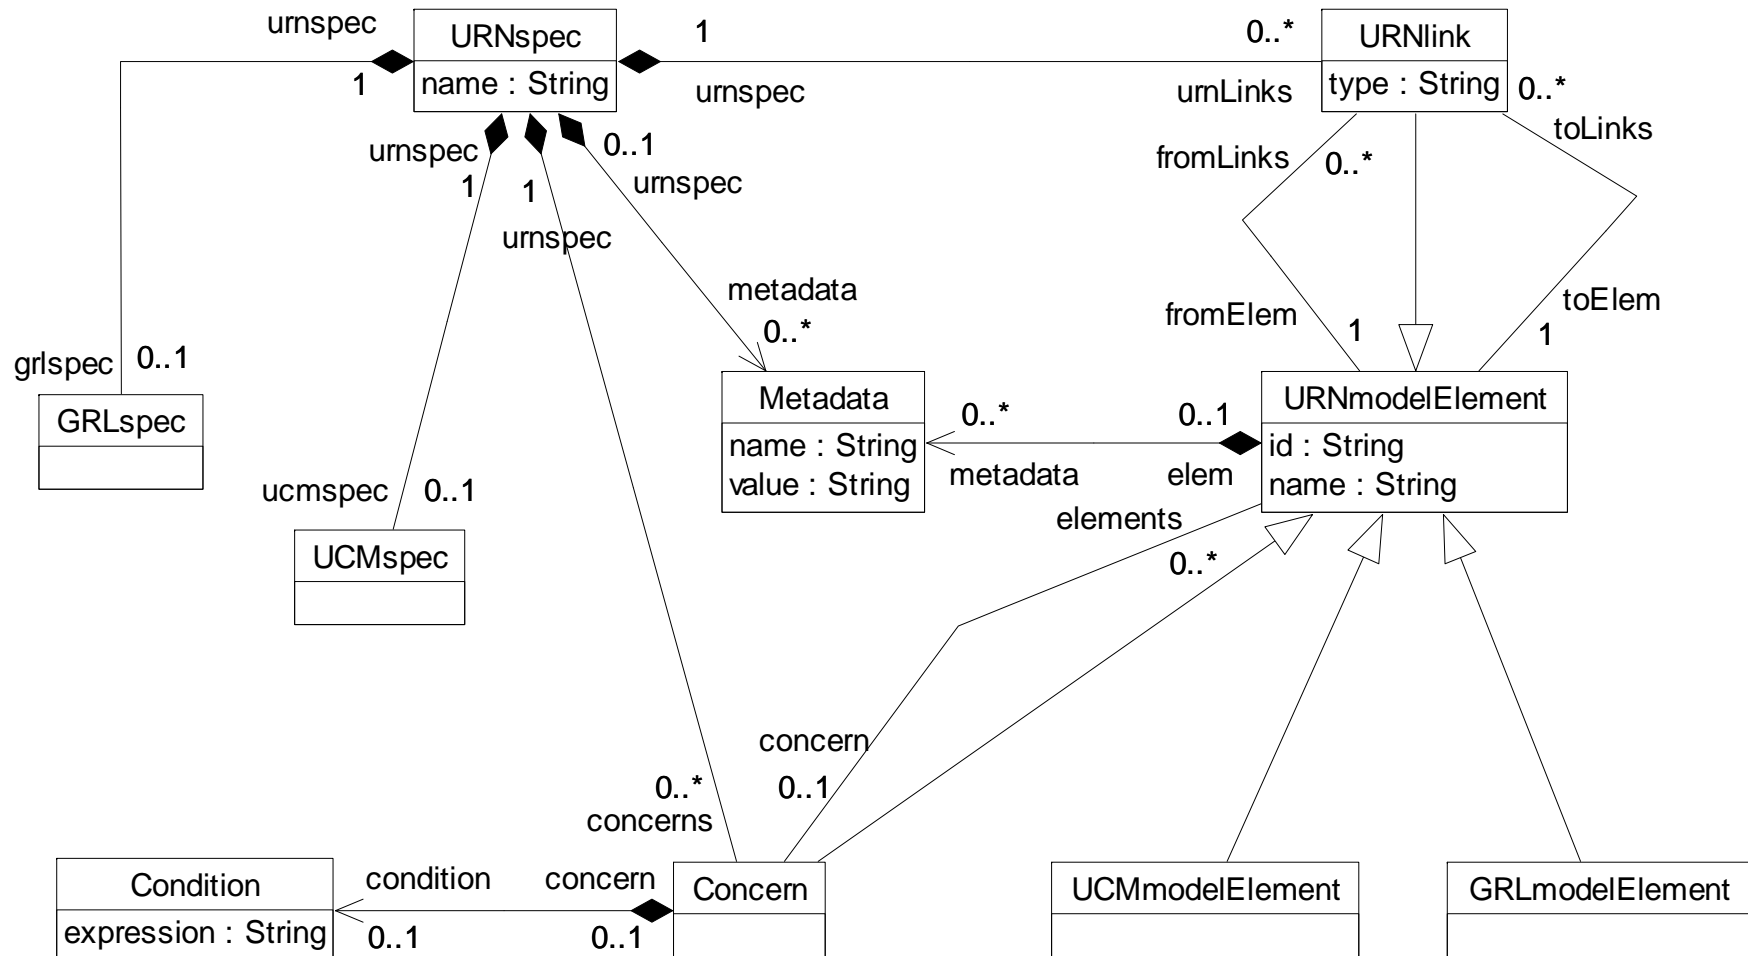 urnspec
URNspec
1
0..*
URNlink
1
name : String
urnspec
urnLinks
type : String
0..*
urnspec
0..1
fromLinks
0..*
toLinks
1
1
urnspec
urnspec
metadata
0..*
fromElem
1
toElem
1
grlspec
0..1
GRLspec
Metadata
name : String
value : String
0..*
0..1
metadata
elem
URNmodelElement
id : String
name : String
ucmspec
0..1
elements
0..*
UCMspec
concern
0..1
0..*
concerns
Condition
expression : String
condition
concern
0..1
0..1
Concern
UCMmodelElement
GRLmodelElement